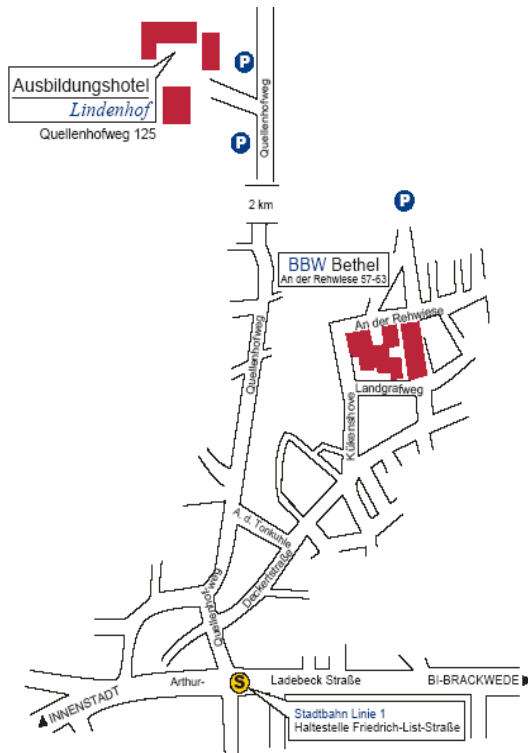 P
Ausbildungshotel
Lindenhof
Quellenhofweg 125
P
Quellenhofweg
2 km
P
BBW Bethel
An der Rehwiese 57-63
An der Rehwiese
Quellenhofweg
Landgrafweg
Kükenshove
A. d. Tonkuhle
Deckertstraße
Quellenhofweg
Arthur-
S
Ladebeck Straße
BI-BRACKWEDE
INNENSTADT
Stadtbahn Linie 1
Haltestelle Friedrich-List-Straße